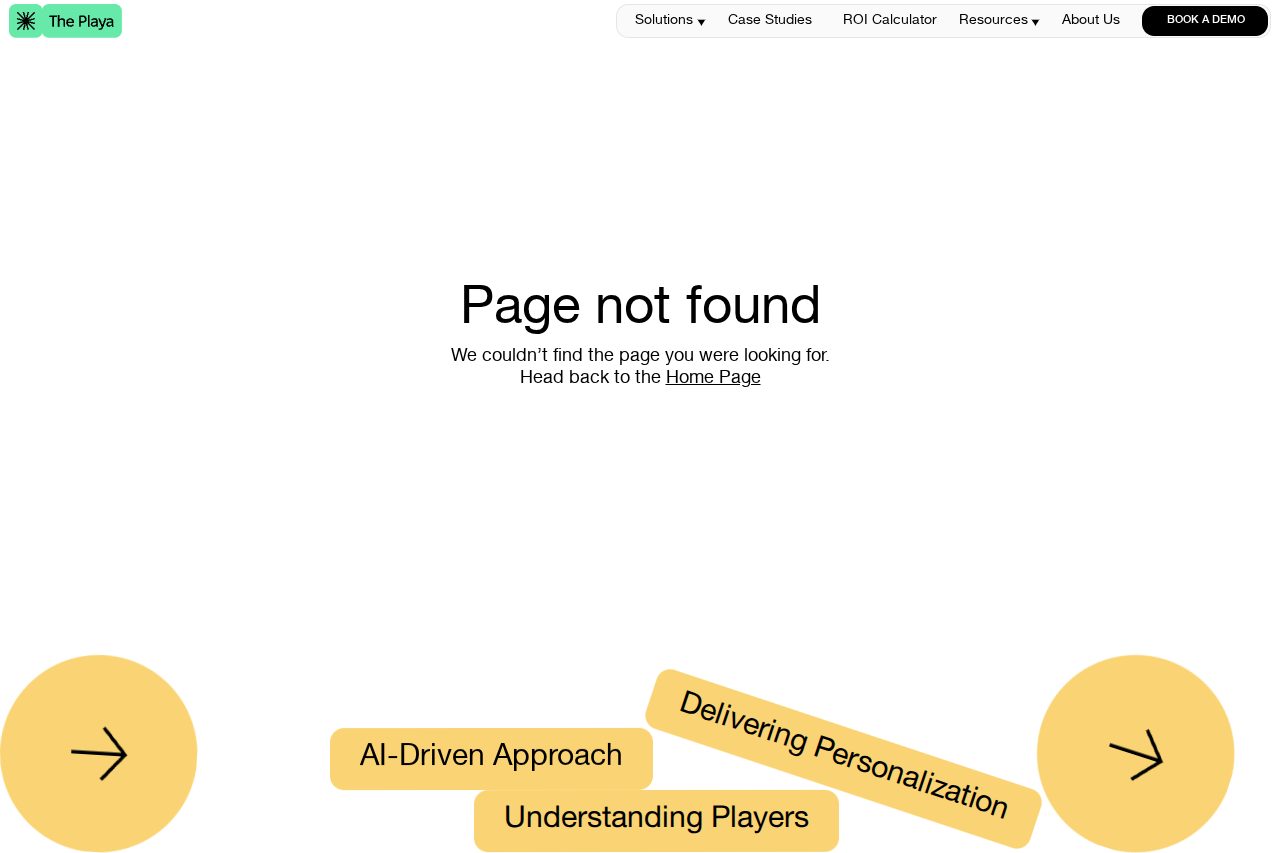 The Playa
Solutions
Case Studies
ROI Calculator
Resources
About Us
BOOK A DEMO
Page not found
We couldn’t find the page you were looking for.
Head back to the Home Page
Delivering Personalization
AI-Driven Approach
Understanding Players